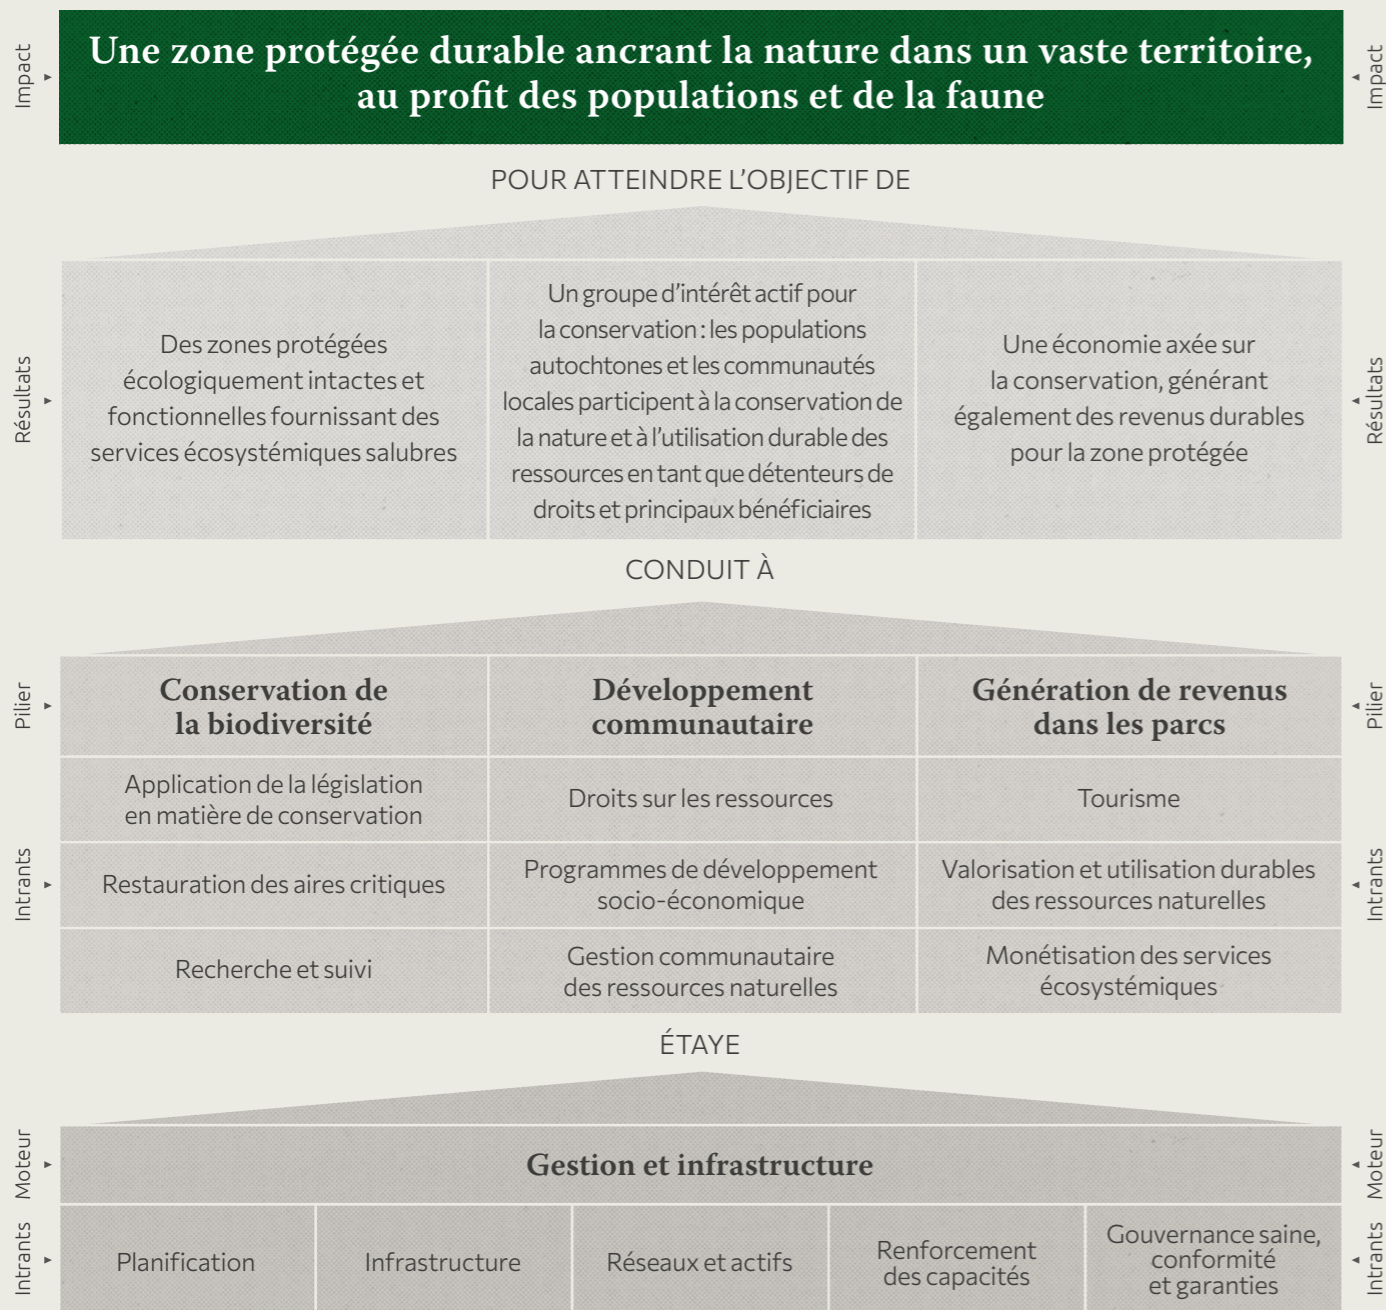 Impact
Une zone protégée durable ancrant la nature dans un vaste territoire,
au profit des populations et de la faune
Impact
POUR ATTEINDRE L'OBJECTIF DE
Résultats
Des zones protégées
écologiquement intactes et
fonctionnelles fournissant des
services écosystémiques salubres
Un groupe d'intérêt actif pour
la conservation : les populations
autochtones et les communautés
locales participent à la conservation de
la nature et à l'utilisation durable des
ressources en tant que détenteurs de
droits et principaux bénéficiaires
Une économie axée sur
la conservation, générant
également des revenus durables
pour la zone protégée
Résultats
CONDUIT À
Pilier
Conservation de
la biodiversité
Développement
communautaire
Génération de revenus
dans les parcs
Pilier
Intrants
Application de la législation
en matière de conservation
Droits sur les ressources
Tourisme
Restauration des aires critiques
Programmes de développement
socio-économique
Valorisation et utilisation durables
des ressources naturelles
Recherche et suivi
Gestion communautaire
des ressources naturelles
Monétisation des services
écosystémiques
Intrants
ÉTAYE
Moteur
Gestion et infrastructure
Moteur
Intrants
Planification
Infrastructure
Réseaux et actifs
Renforcement
des capacités
Gouvernance saine,
conformité
et garanties
Intrants